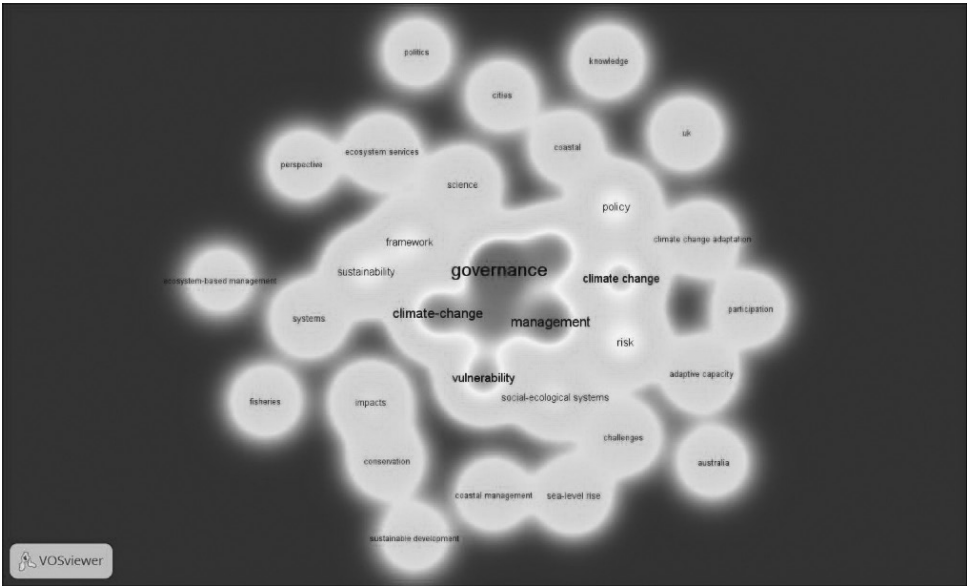 politics
knowledge
cities
uk
coastal
ecosystem services
perspective
science
policy
framework
climate change adaptation
governance
sustainability
climate change
ecosystem-based management
participation
climate-change
systems
management
risk
adaptive capacity
vulnerability
social-ecological systems
fisheries
impacts
challenges
conservation
australia
coastal management
sea-level rise
sustainable development
VOSviewer